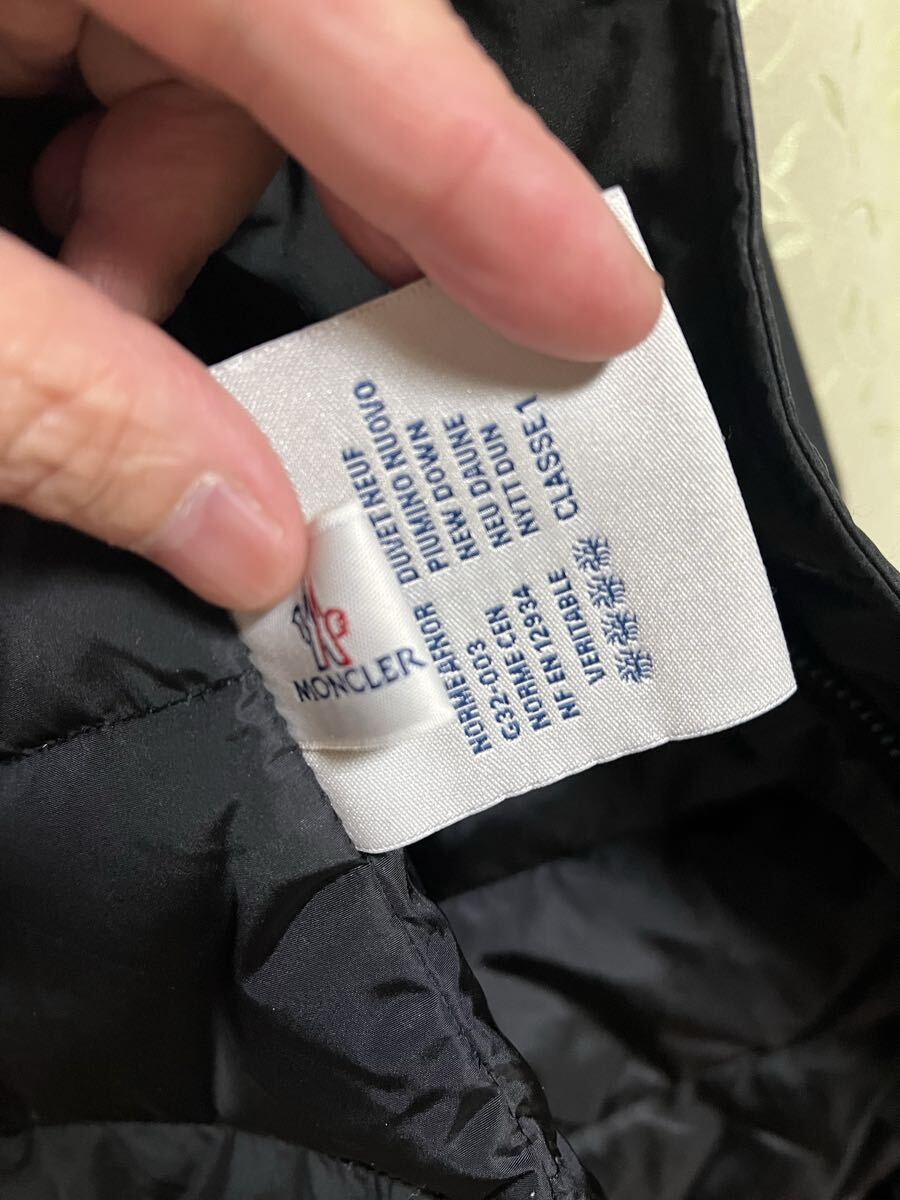 DUVET NEUF
PIUMINO NUOVO
NEW DOWN
NEU DAUNE
NYTT DUN
CLASSE 1
NORME AFNOR
G32-003
NORME CEN
NF EN 12934
VERITABLE
MONCLER